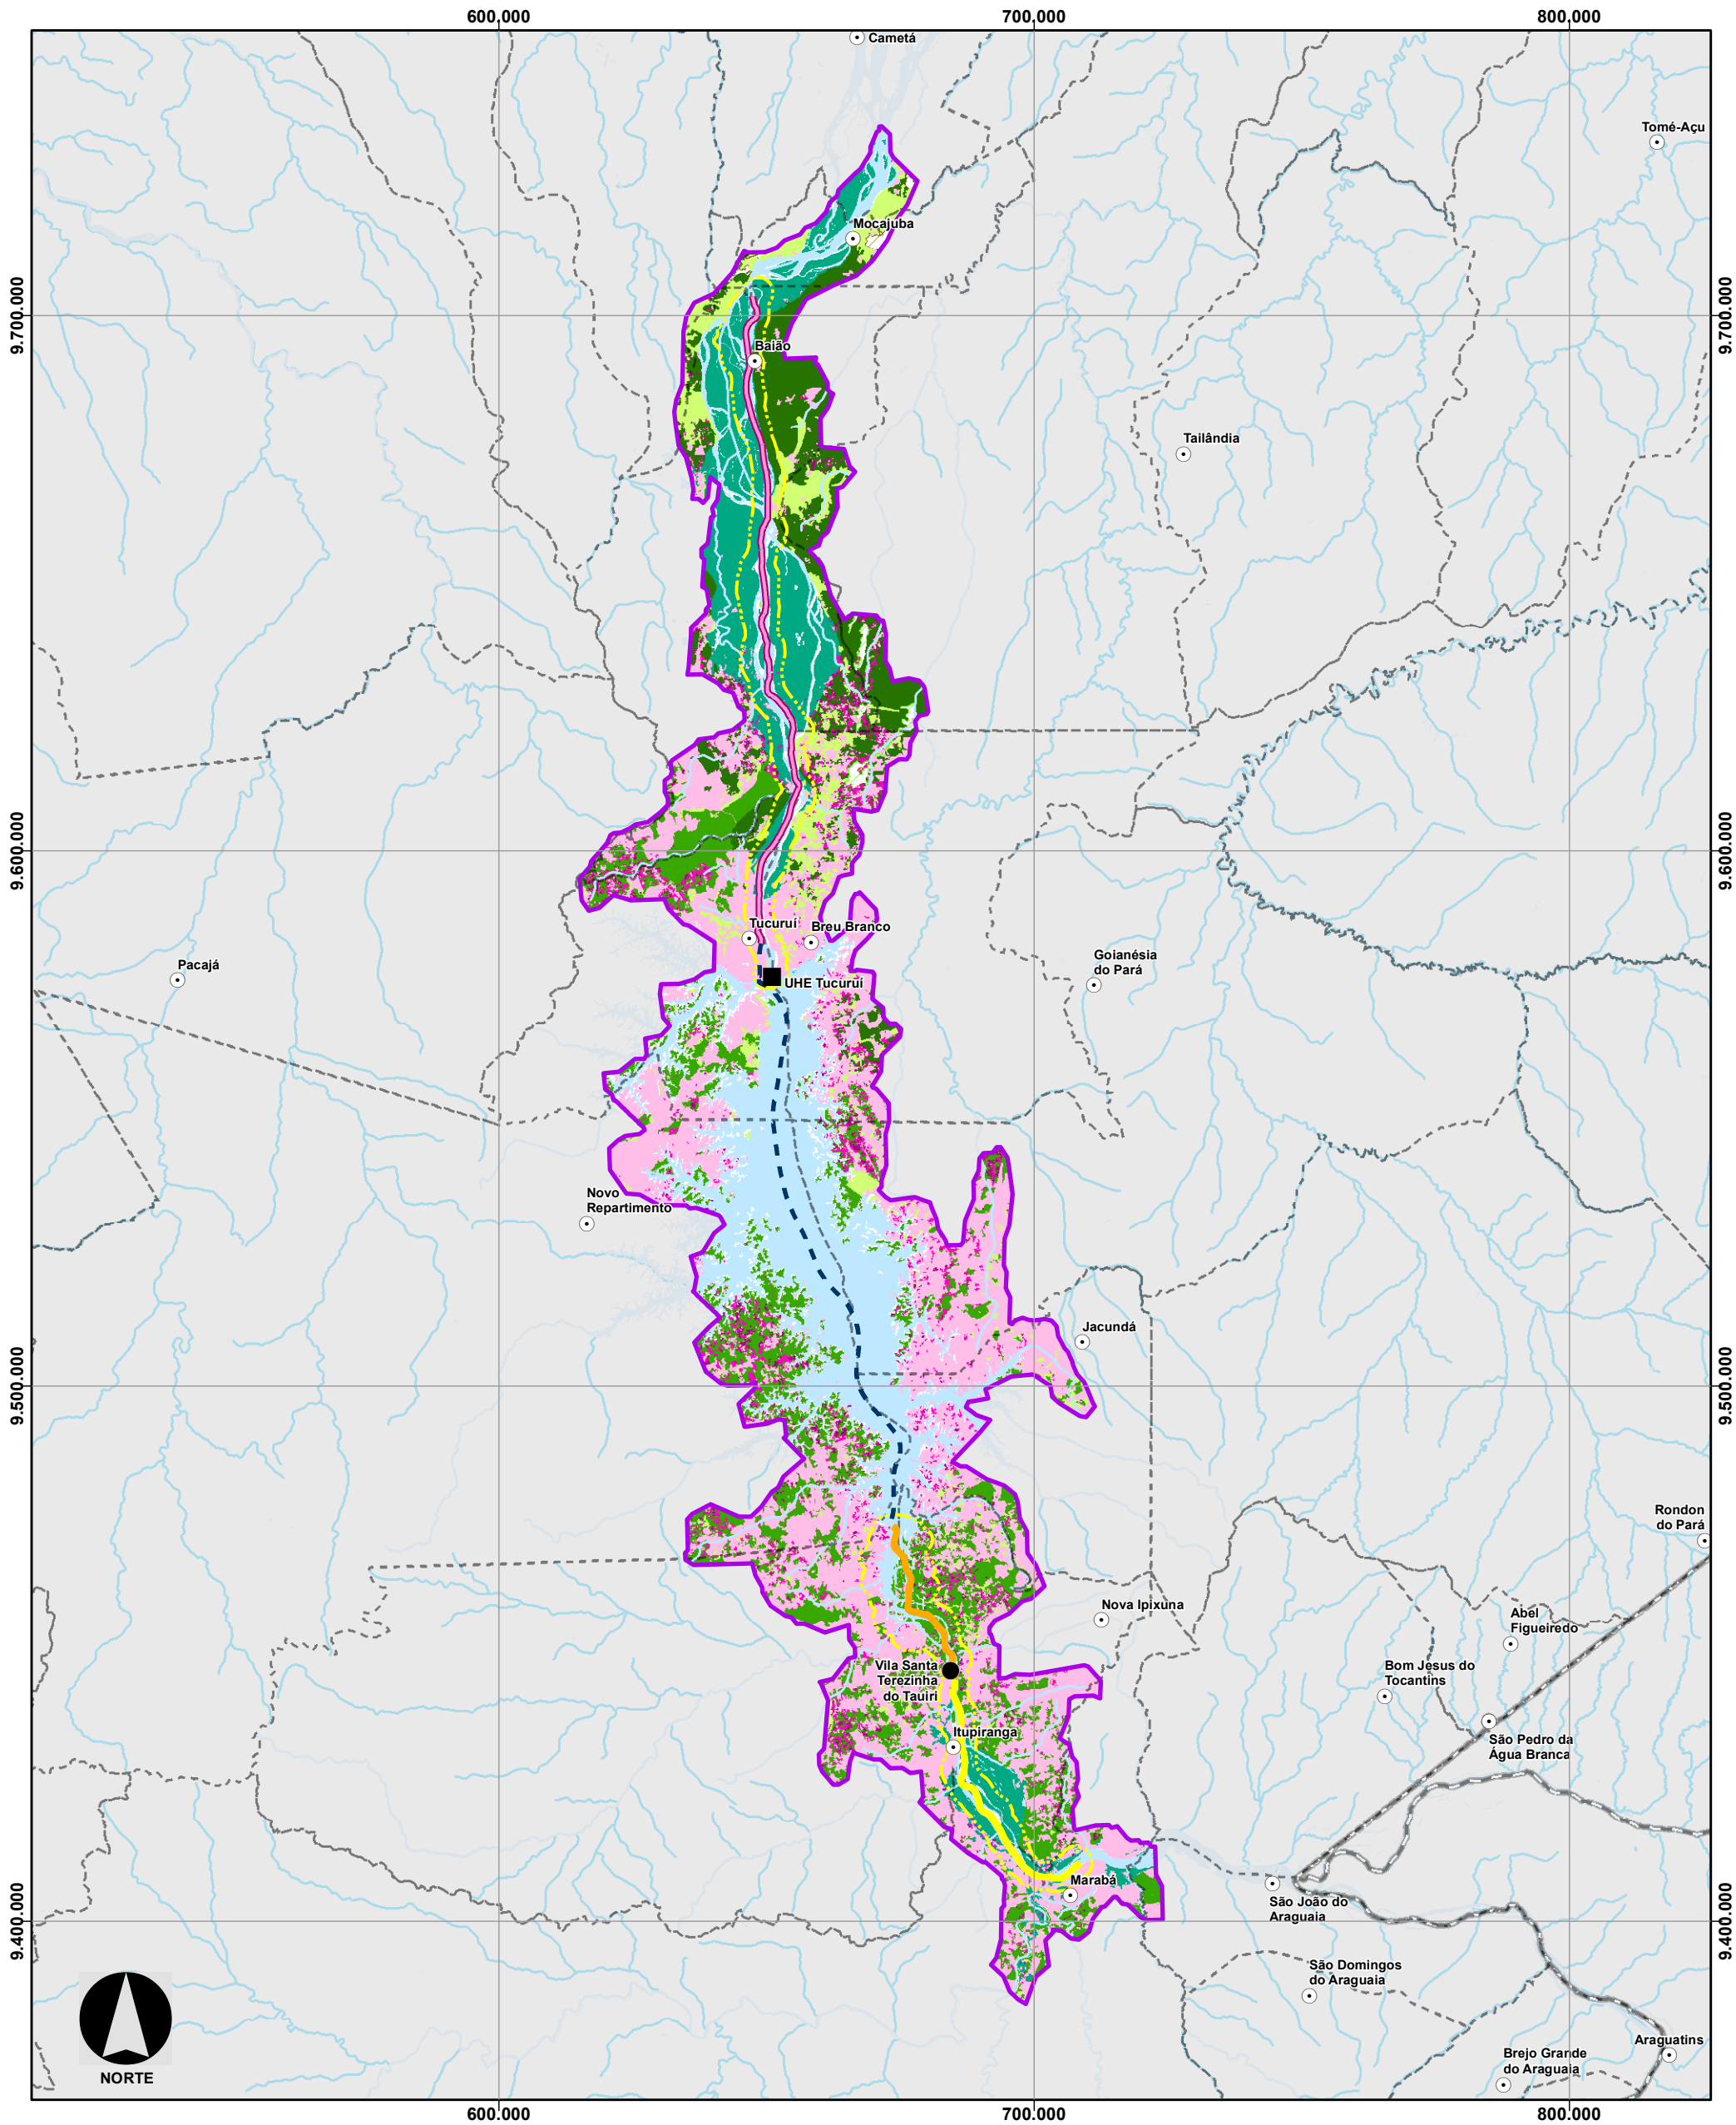 600.000
700.000
800.000
Cametá
Tomé-Açu
Mocajuba
9.700.000
9.700.000
Baião
Tailândia
9.600.000
9.600.000
Tucuruí
Breu Branco
Pacajá
UHE Tucuruí
Goianésia
do Pará
Novo
Repartimento
Jacundá
9.500.000
9.500.000
Rondon
do Pará
Nova Ipixuna
Abel
Figueiredo
Vila Santa
Terezinha
do Tauiri
Bom Jesus do
Tocantins
Itupiranga
São Pedro da
Água Branca
Marabá
São João do
Araguaia
9.400.000
9.400.000
São Domingos
do Araguaia
Araguatins
Brejo Grande
do Araguaia
NORTE
600.000
700.000
800.000